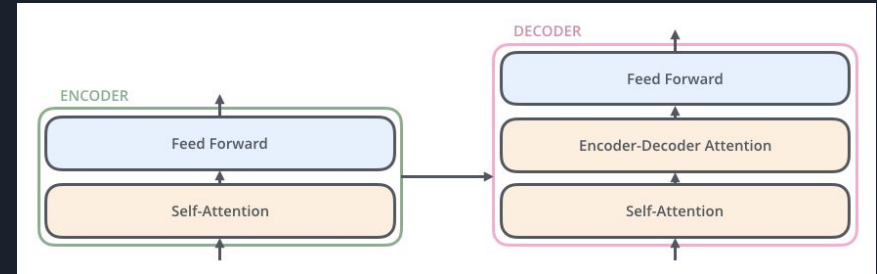 ENCODER
Feed Forward
Self-Attention
DECODER
Feed Forward
Encoder-Decoder Attention
Self-Attention